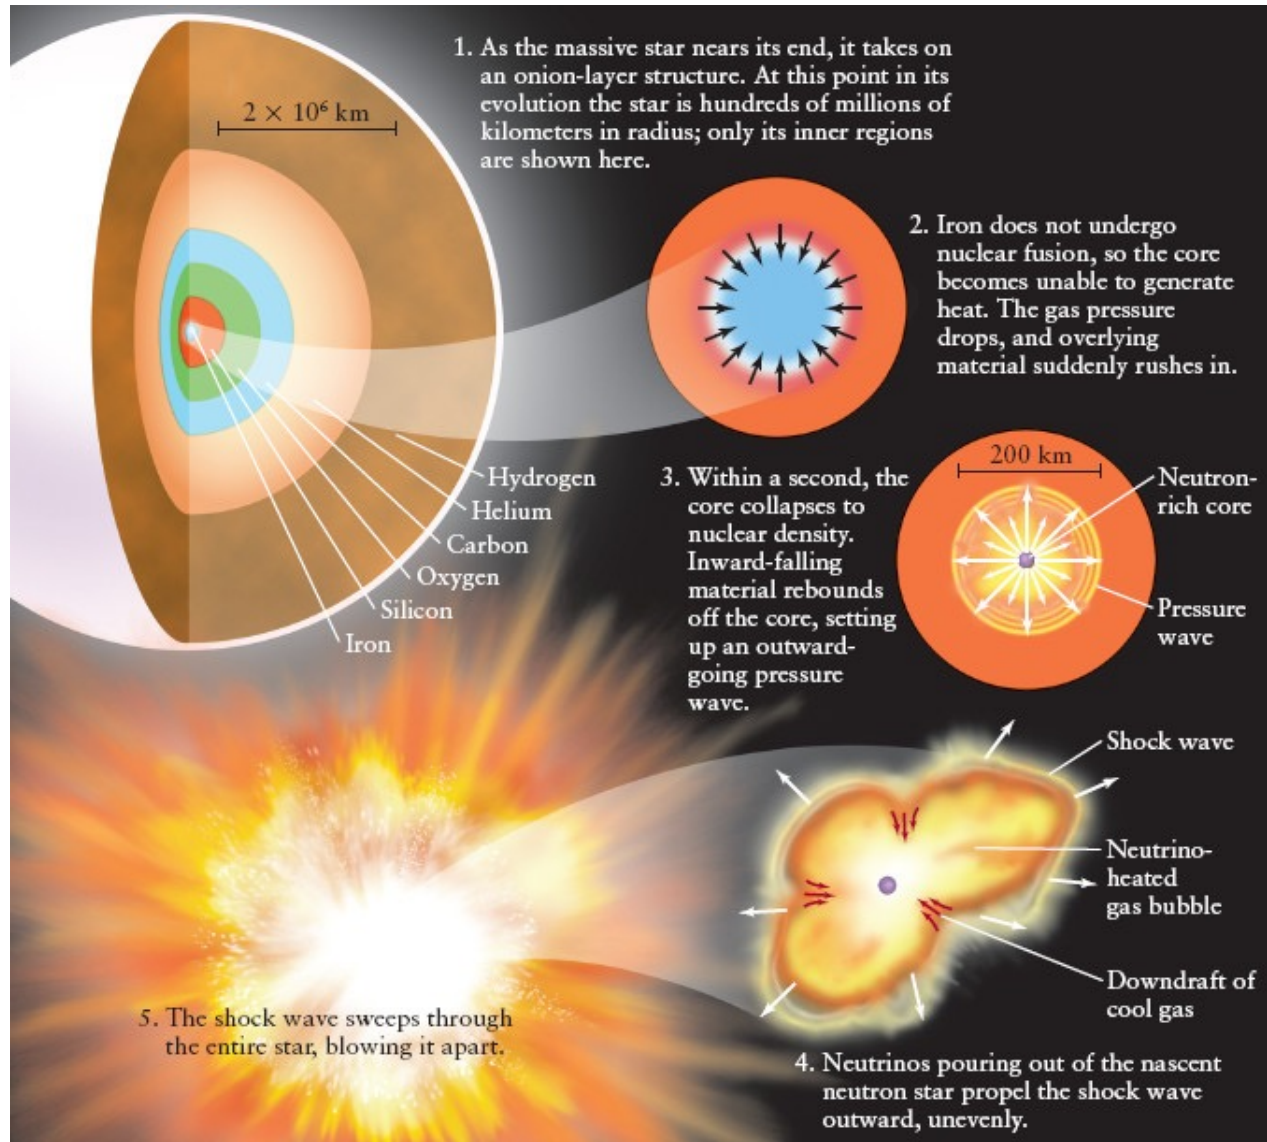 1. As the massive star nears its end, it takes on
an onion-layer structure. At this point in its
evolution the star is hundreds of millions of
kilometers in radius; only its inner regions
are shown here.
2 × 10⁶ km
Hydrogen
Helium
Carbon
Oxygen
Silicon
Iron
2. Iron does not undergo
nuclear fusion, so the core
becomes unable to generate
heat. The gas pressure
drops, and overlying
material suddenly rushes in.
3. Within a second, the
core collapses to
nuclear density.
Inward-falling
material rebounds
off the core, setting
up an outward-
going pressure
wave.
200 km
Neutron-
rich core
Pressure
wave
Shock wave
Neutrino-
heated
gas bubble
Downdraft of
cool gas
4. Neutrinos pouring out of the nascent
neutron star propel the shock wave
outward, unevenly.
5. The shock wave sweeps through
the entire star, blowing it apart.